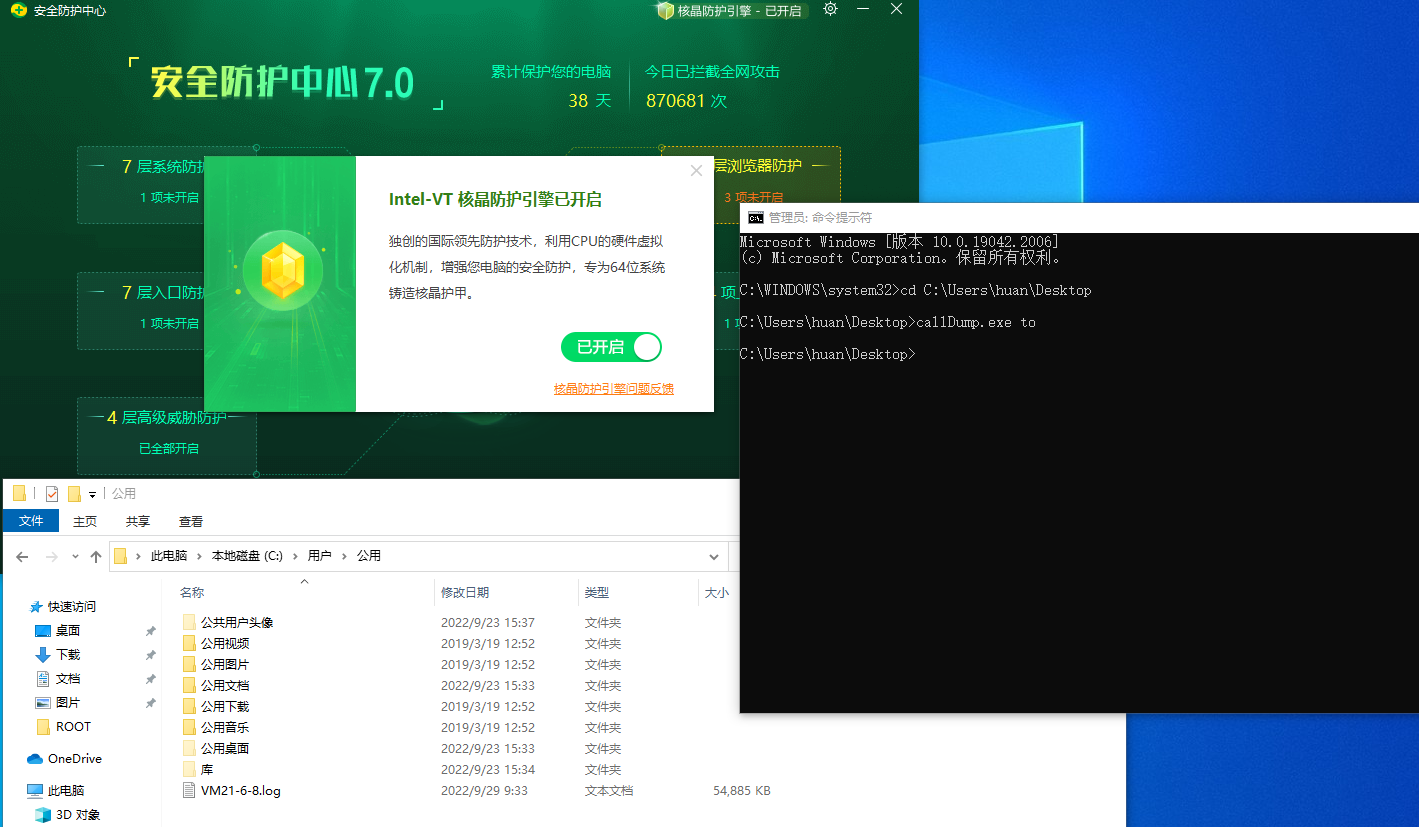 安全防护中心
核晶防护引擎 - 已开启
安全防护中心7.0
累计保护您的电脑
38 天
今日已拦截全网攻击
870681 次
7 层系统防护
1 项未开启
层浏览器防护
3 项未开启
7 层入口防护
1 项未开启
1 项
4 层高级威胁防护
已全部开启
Intel-VT 核晶防护引擎已开启
独创的国际领先防护技术，利用CPU的硬件虚拟
化机制，增强您电脑的安全防护，专为64位系统
铸造核晶护甲。
已开启
核晶防护引擎问题反馈
管理员: 命令提示符
Microsoft Windows [版本 10.0.19042.2006]
(c) Microsoft Corporation。保留所有权利。
C:\WINDOWS\system32>cd C:\Users\huan\Desktop
C:\Users\huan\Desktop>callDump.exe to
C:\Users\huan\Desktop>
公用
文件 主页 共享 查看
此电脑 › 本地磁盘 (C:) › 用户 › 公用
名称 修改日期 类型 大小
公共用户头像 2022/9/23 15:37 文件夹
公用视频 2019/3/19 12:52 文件夹
公用图片 2019/3/19 12:52 文件夹
公用文档 2022/9/23 15:33 文件夹
公用下载 2019/3/19 12:52 文件夹
公用音乐 2019/3/19 12:52 文件夹
公用桌面 2022/9/23 15:33 文件夹
库 2022/9/23 15:34 文件夹
VM21-6-8.log 2022/9/29 9:33 文本文档 54,885 KB
快速访问
桌面
下载
文档
图片
ROOT
OneDrive
此电脑
3D 对象